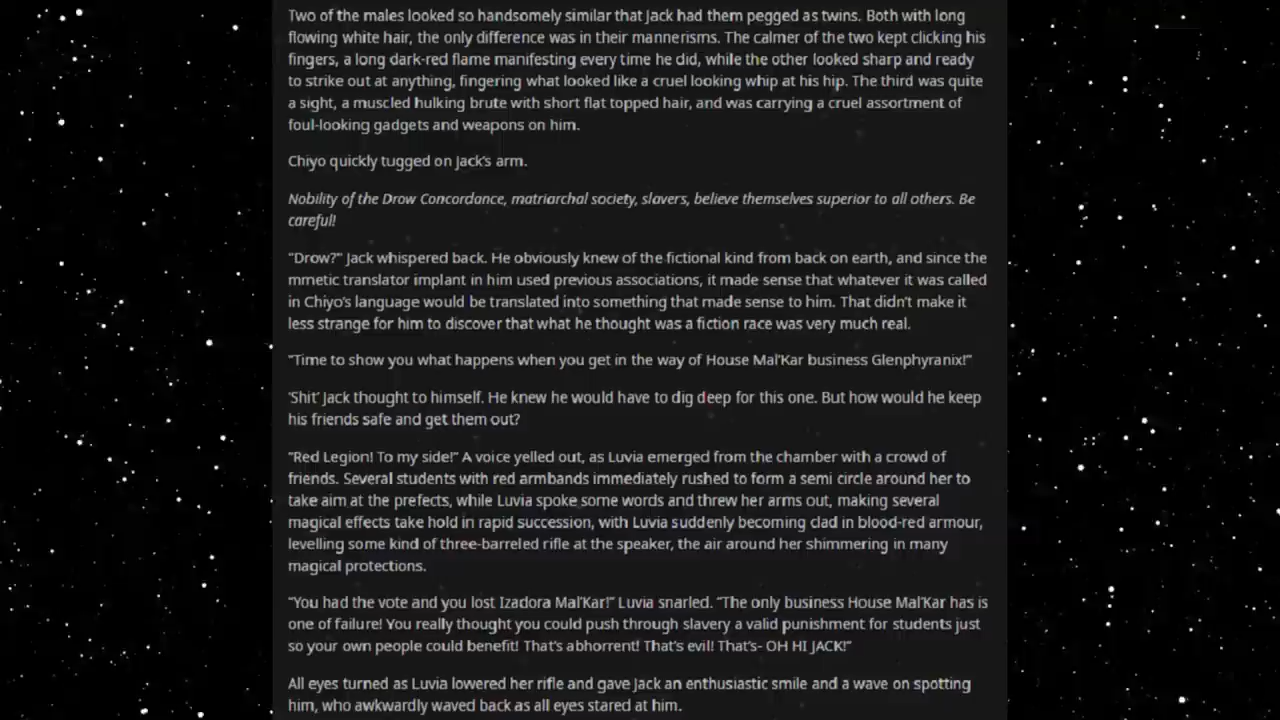 Two of the males looked so handsomely similar that Jack had them pegged as twins. Both with long
flowing white hair, the only difference was in their mannerisms. The calmer of the two kept clicking his
fingers, a long dark-red flame manifesting every time he did, while the other looked sharp and ready
to strike out at anything, fingering what looked like a cruel looking whip at his hip. The third was quite
a sight, a muscled hulking brute with short flat topped hair, and was carrying a cruel assortment of
foul-looking gadgets and weapons on him.
Chiyo quickly tugged on Jack's arm.
Nobility of the Drow Concordance, matriarchal society, slavers, believe themselves superior to all others. Be
careful!
"Drow?" Jack whispered back. He obviously knew of the fictional kind from back on earth, and since the
mmetic translator implant in him used previous associations, it made sense that whatever it was called
in Chiyo's language would be translated into something that made sense to him. That didn't make it
less strange for him to discover that what he thought was a fiction race was very much real.
"Time to show you what happens when you get in the way of House Mal'Kar business Glenphyranix!"
'Shit' Jack thought to himself. He knew he would have to dig deep for this one. But how would he keep
his friends safe and get them out?
"Red Legion! To my side!" A voice yelled out, as Luvia emerged from the chamber with a crowd of
friends. Several students with red armbands immediately rushed to form a semi circle around her to
take aim at the prefects, while Luvia spoke some words and threw her arms out, making several
magical effects take hold in rapid succession, with Luvia suddenly becoming clad in blood-red armour,
levelling some kind of three-barreled rifle at the speaker, the air around her shimmering in many
magical protections.
"You had the vote and you lost Izadora Mal'Kar!" Luvia snarled. "The only business House Mal'Kar has is
one of failure! You really thought you could push through slavery a valid punishment for students just
so your own people could benefit! That's abhorrent! That's evil! That's- OH HI JACK!"
All eyes turned as Luvia lowered her rifle and gave Jack an enthusiastic smile and a wave on spotting
him, who awkwardly waved back as all eyes stared at him.